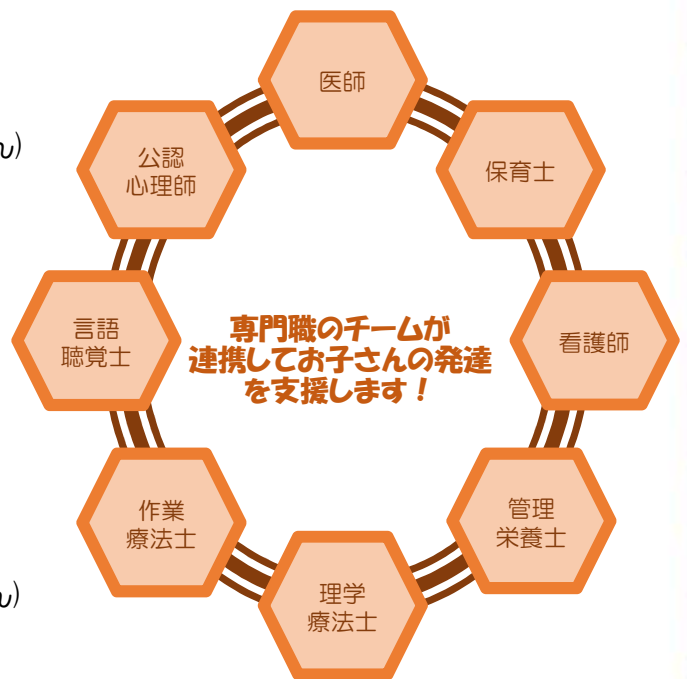 医師
公認
心理師
保育士
ん)
言語
聴覚士
専門職のチームが
連携してお子さんの発達
を支援します！
看護師
作業
療法士
管理
栄養士
理学
療法士
ん)